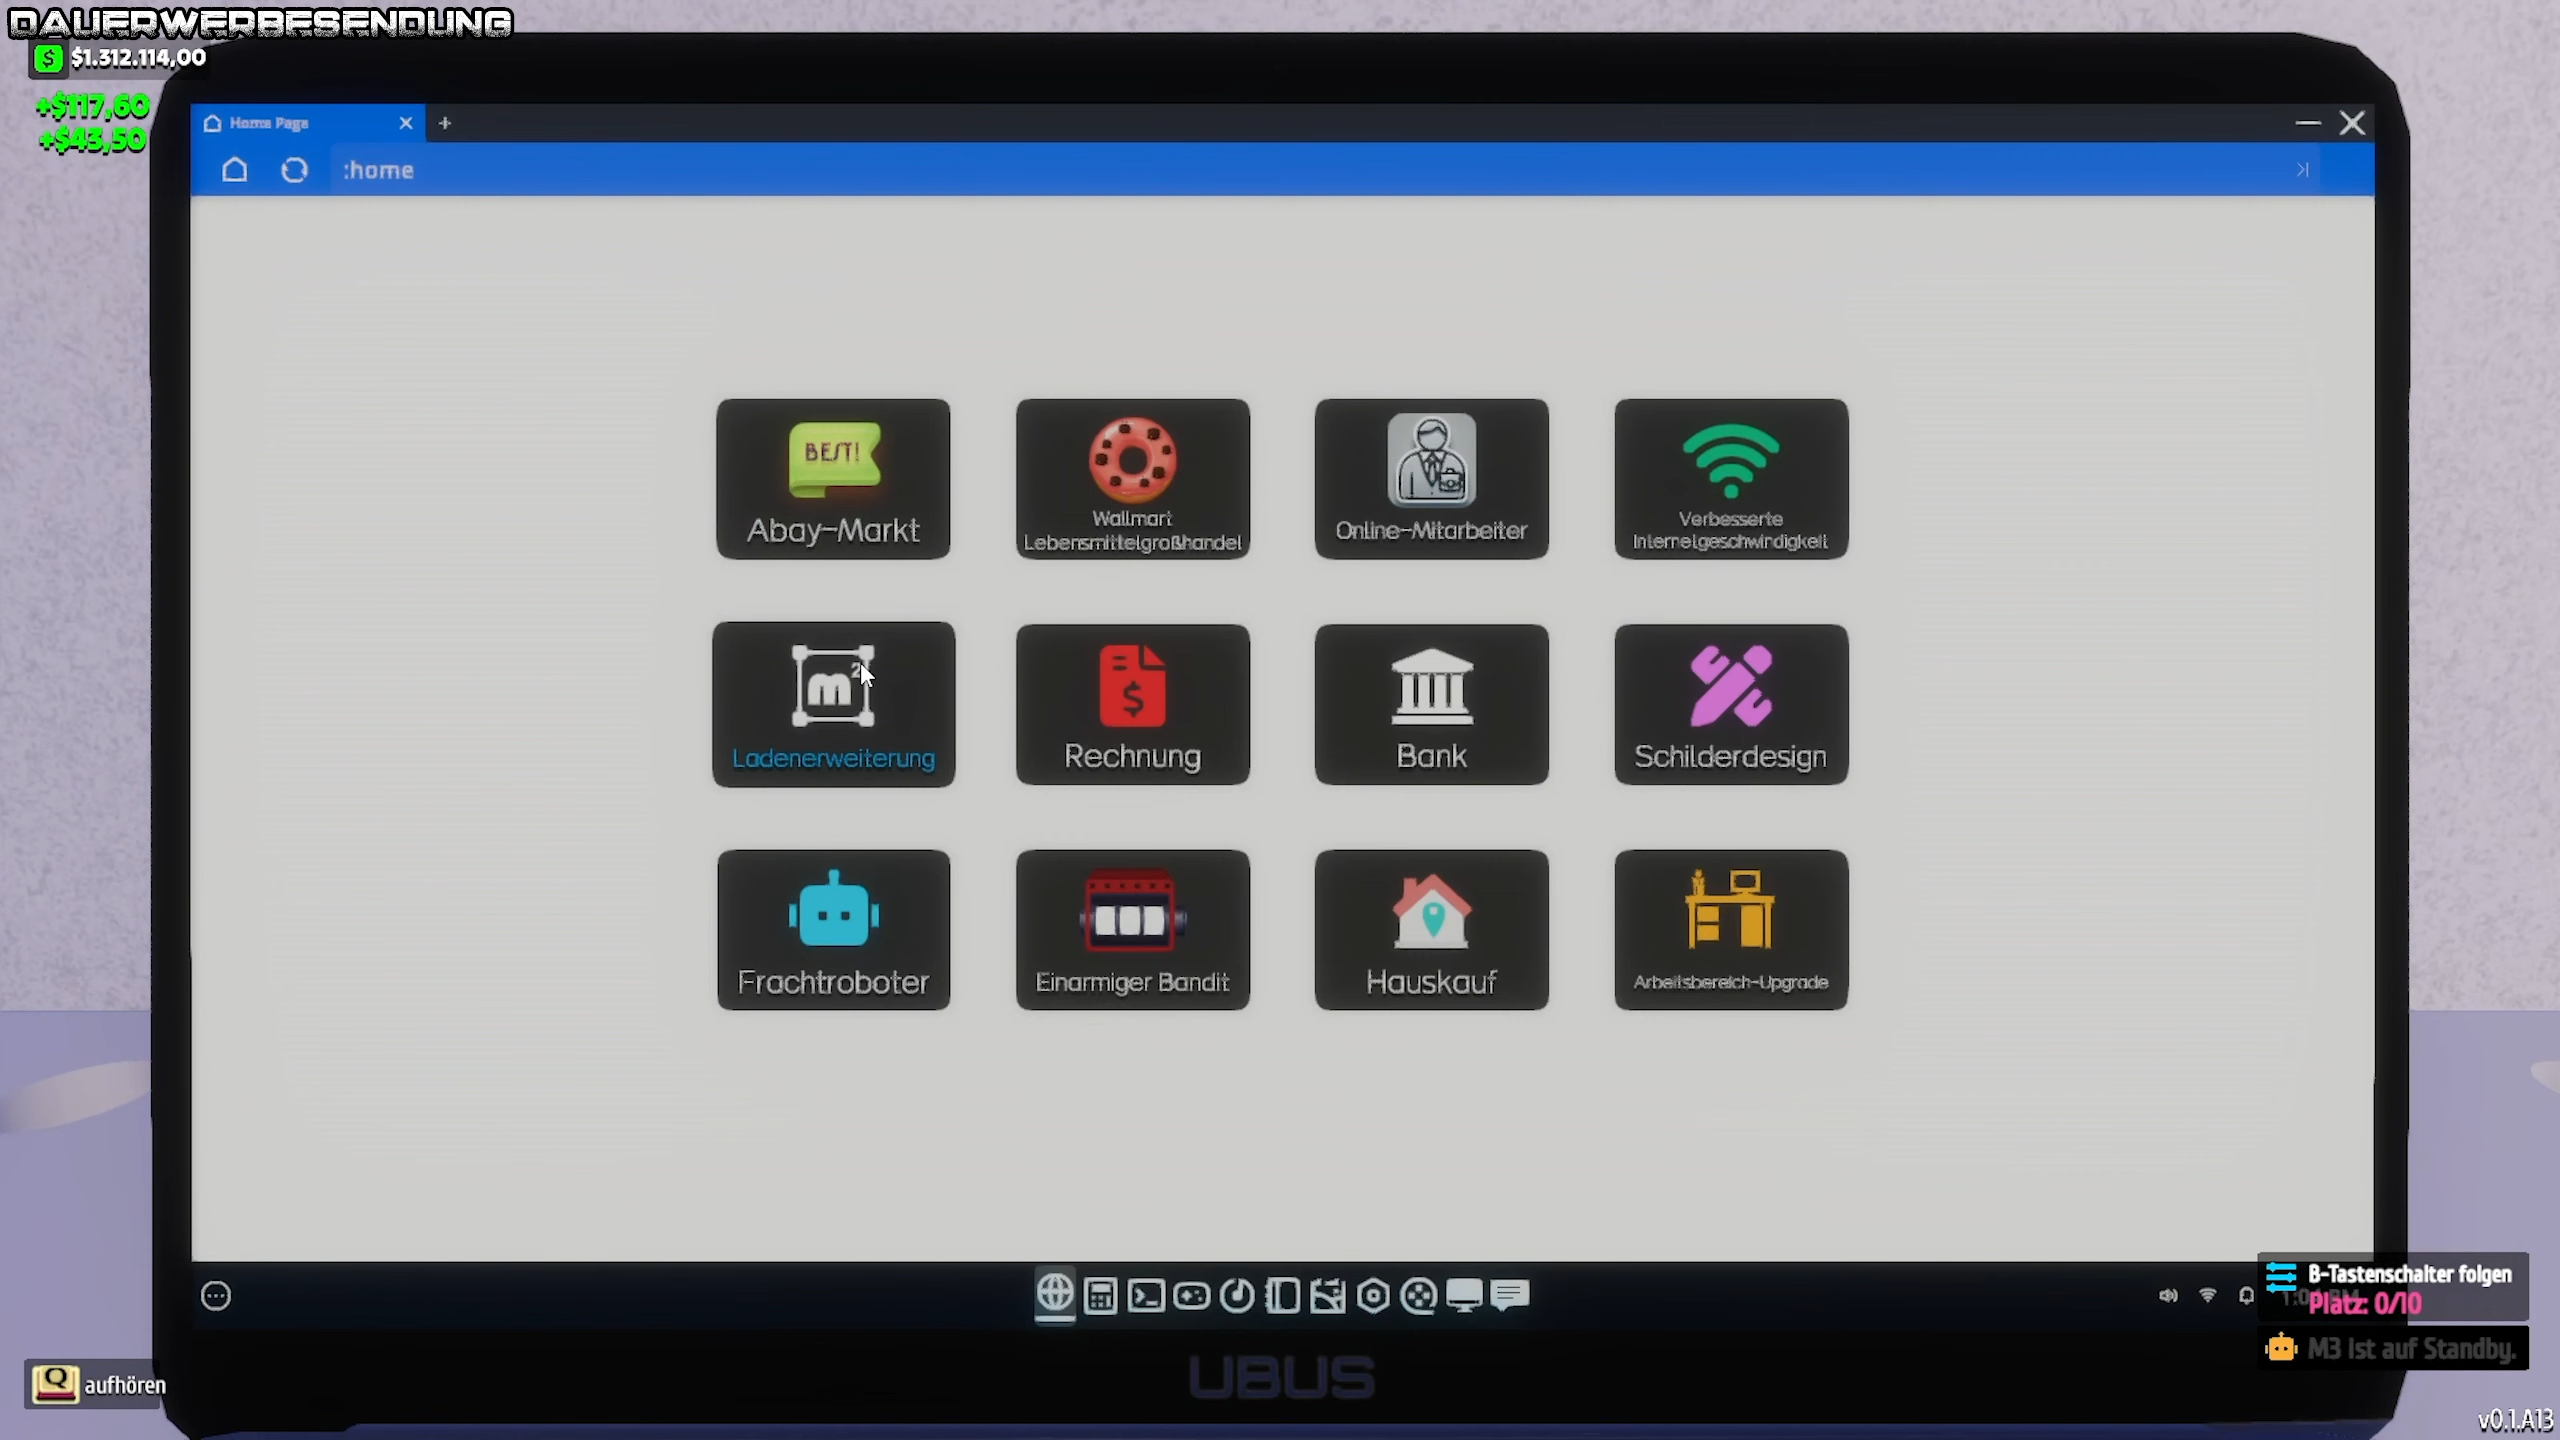 DAUERWERBESENDUNG
$1.312.114,00
+$117,60
+$43,50
Home Page
:home
BEST!
Abay-Markt
Wallmart
Lebensmittelgroßhandel
Online-Mitarbeiter
Verbesserte
Internetgeschwindigkeit
m²
Ladenerweiterung
Rechnung
Bank
Schilderdesign
Frachtroboter
Einarmiger Bandit
Hauskauf
Arbeitsbereich-Upgrade
B-Tastenschalter folgen
Platz: 0/10
M3 ist auf Standby.
UBUS
Q aufhören
v0.1.A13